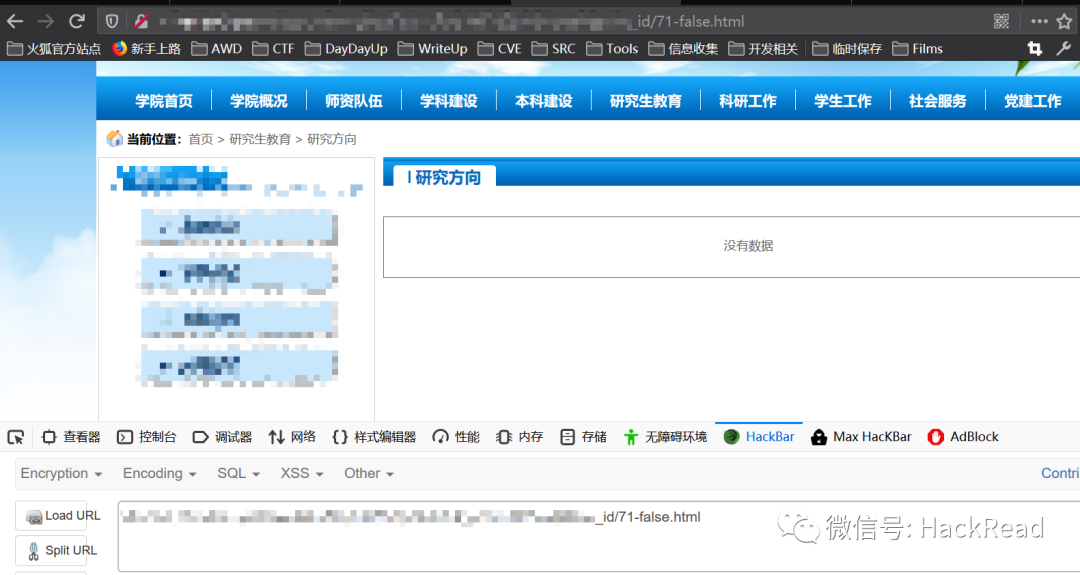 _id/71-false.html
火狐官方站点 新手上路 AWD CTF DayDayUp WriteUp CVE SRC Tools 信息收集 开发相关 临时保存 Films
学院首页 学院概况 师资队伍 学科建设 本科建设 研究生教育 科研工作 学生工作 社会服务 党建工作
当前位置: 首页 > 研究生教育 > 研究方向
研究方向
没有数据
查看器 控制台 调试器 网络 样式编辑器 性能 内存 存储 无障碍环境 HackBar Max HacKBar AdBlock
Encryption Encoding SQL XSS Other Contri
Load URL
_id/71-false.html
Split URL
微信号: HackRead